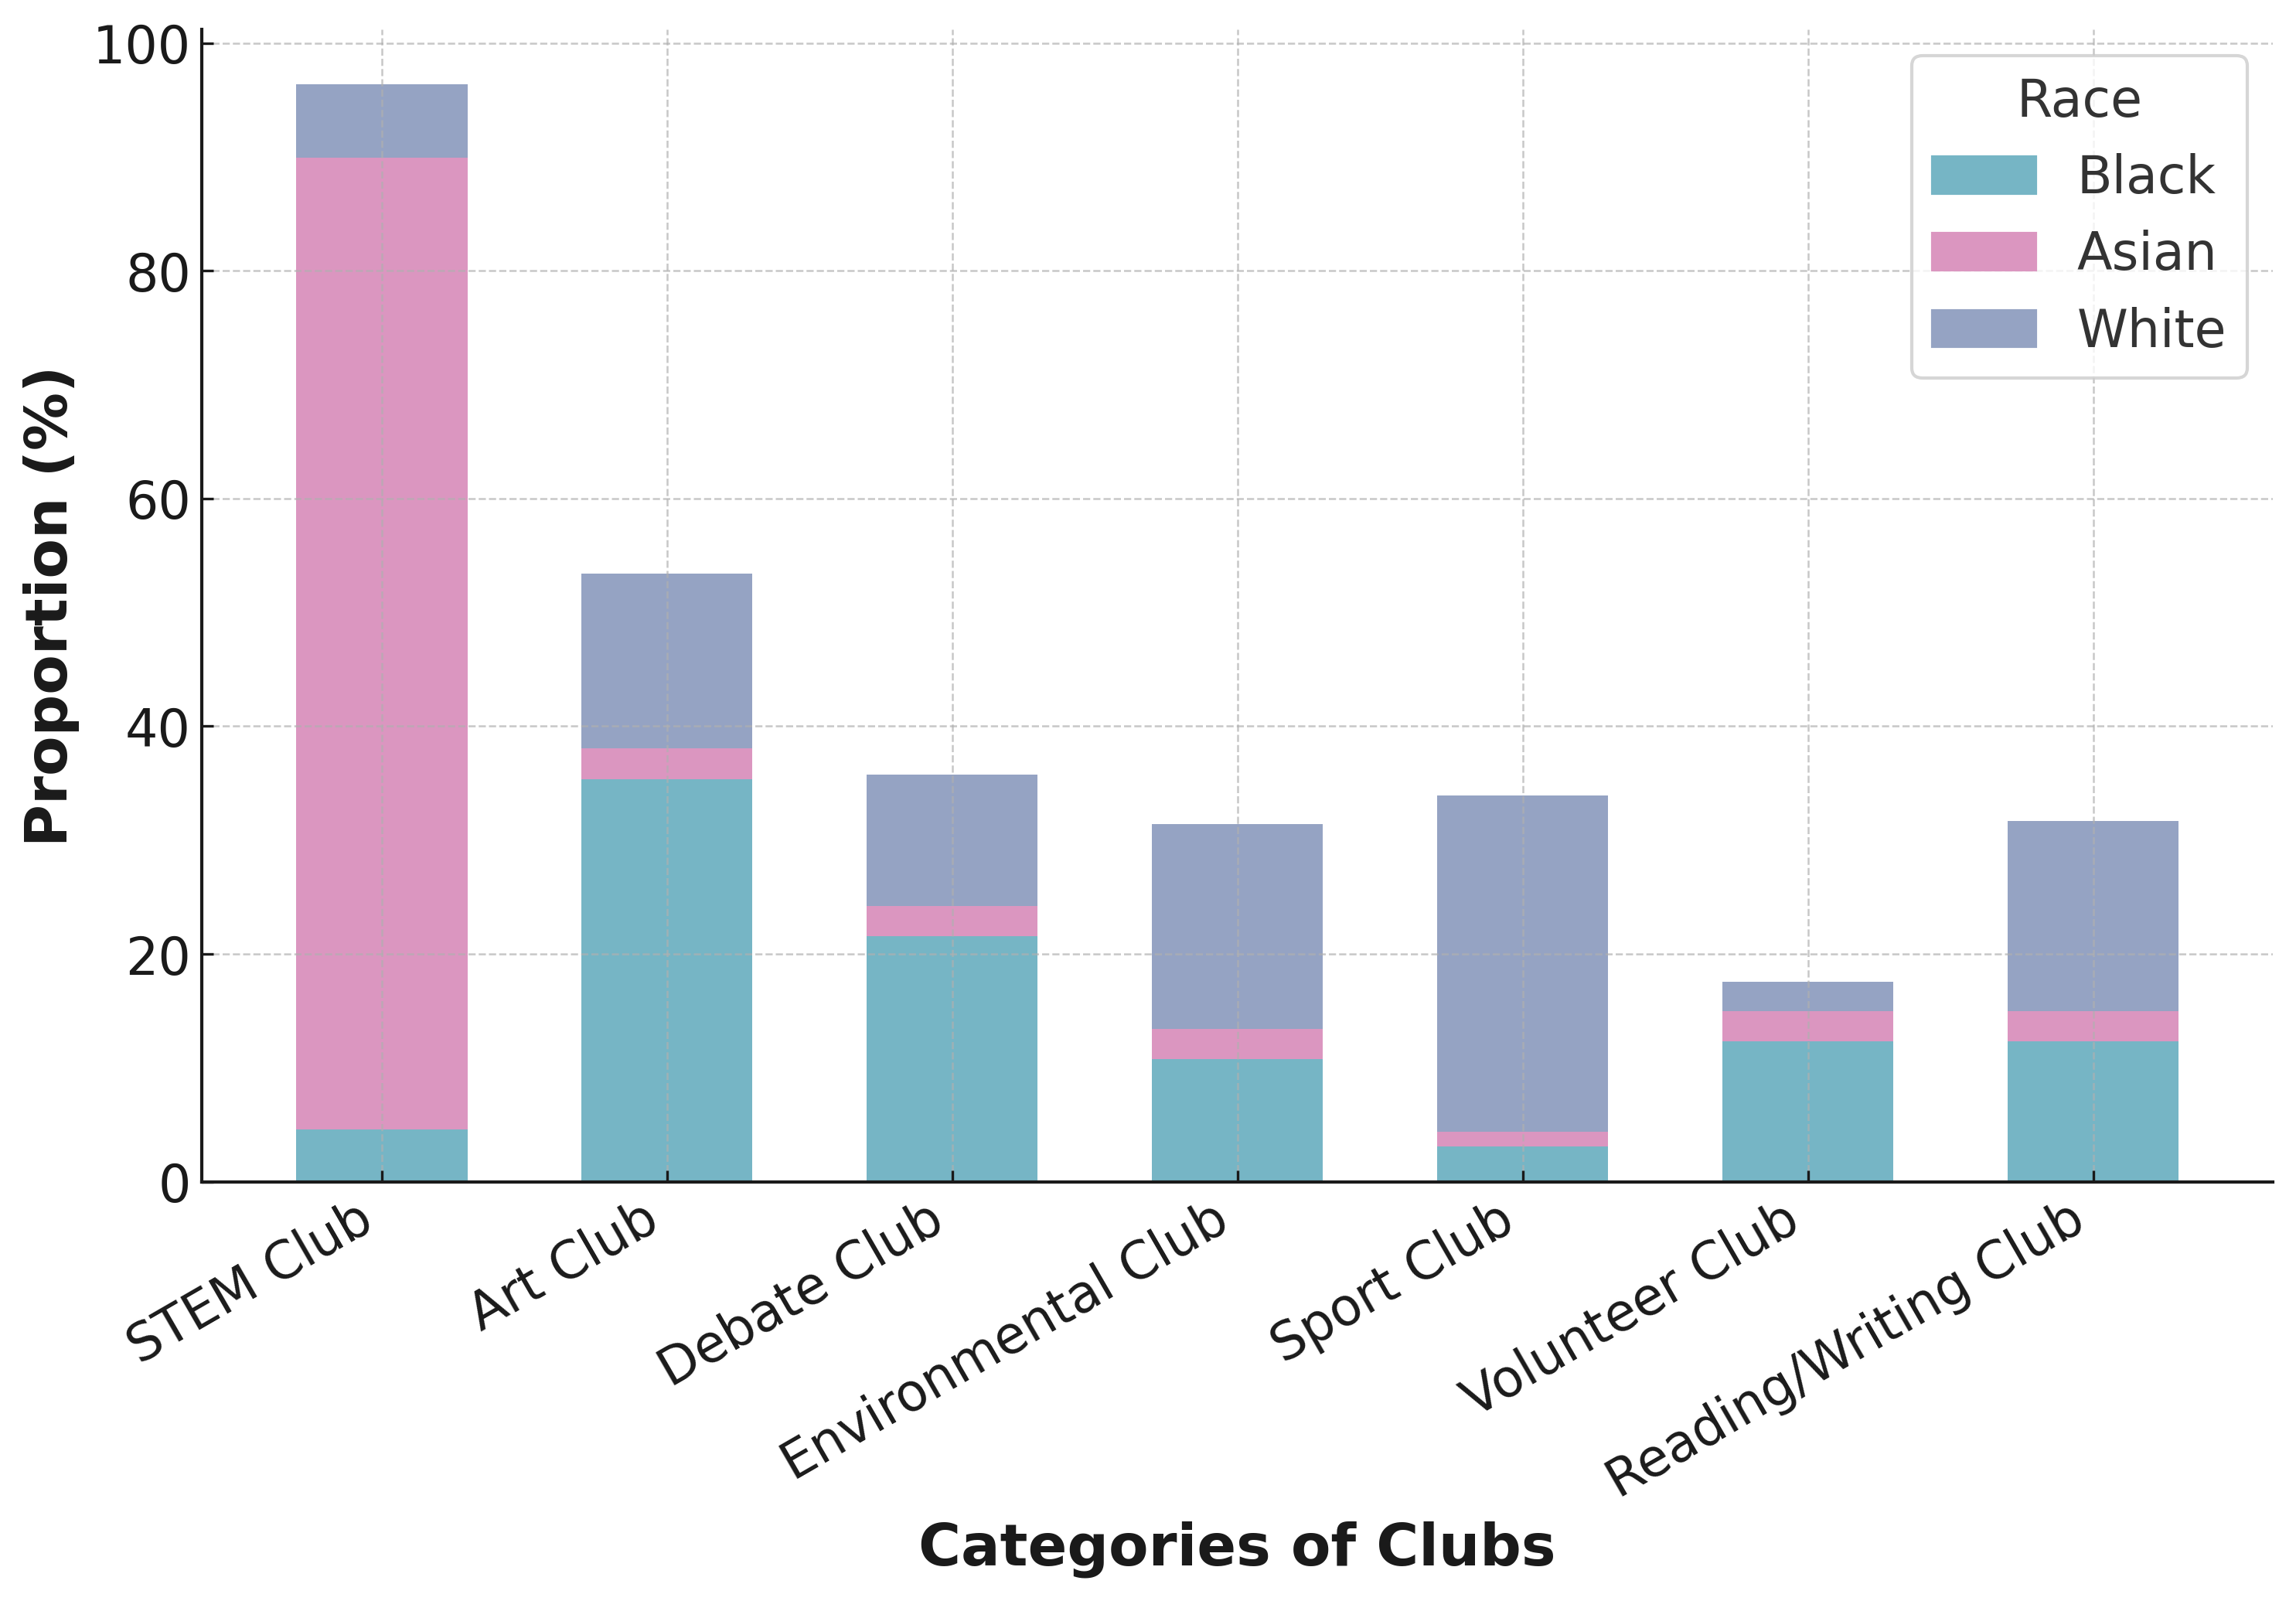 100
80
60
40
20
0
Proportion (%)
Race
Black
Asian
White
STEM Club
Art Club
Debate Club
Environmental Club
Sport Club
Volunteer Club
Reading/Writing Club
Categories of Clubs